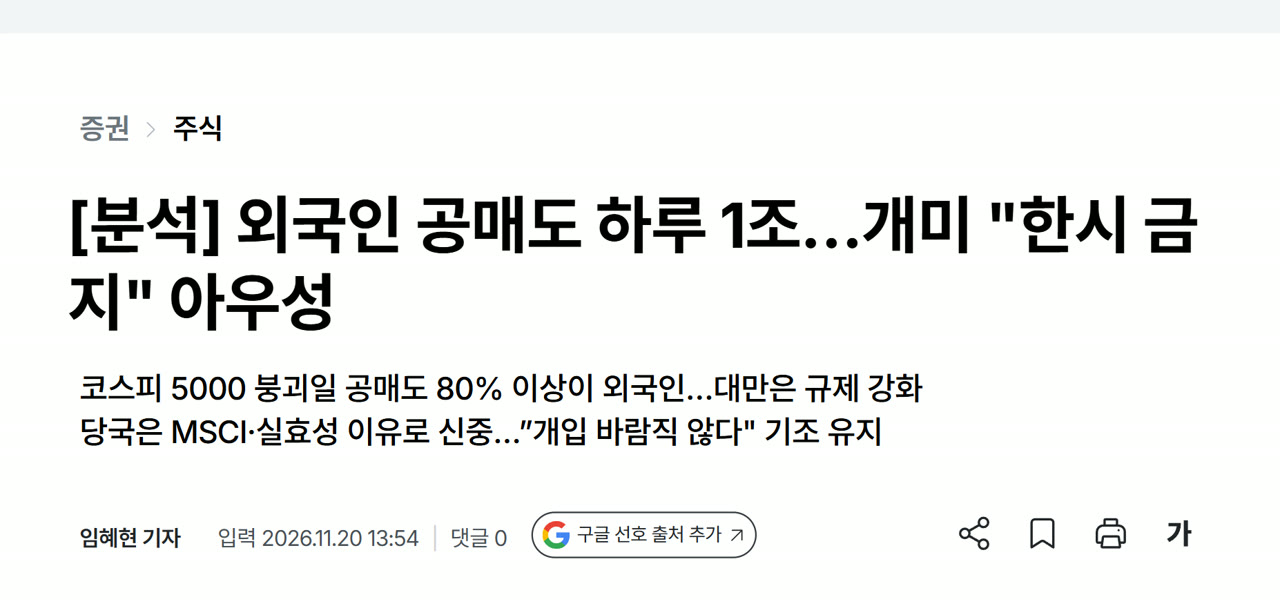 증권 > 주식
[분석] 외국인 공매도 하루 1조…개미 "한시 금
지" 아우성
코스피 5000 붕괴일 공매도 80% 이상이 외국인…대만은 규제 강화
당국은 MSCI·실효성 이유로 신중…”개입 바람직 않다" 기조 유지
임혜현 기자 입력 2026.11.20 13:54 댓글 0 구글 선호 출처 추가 가